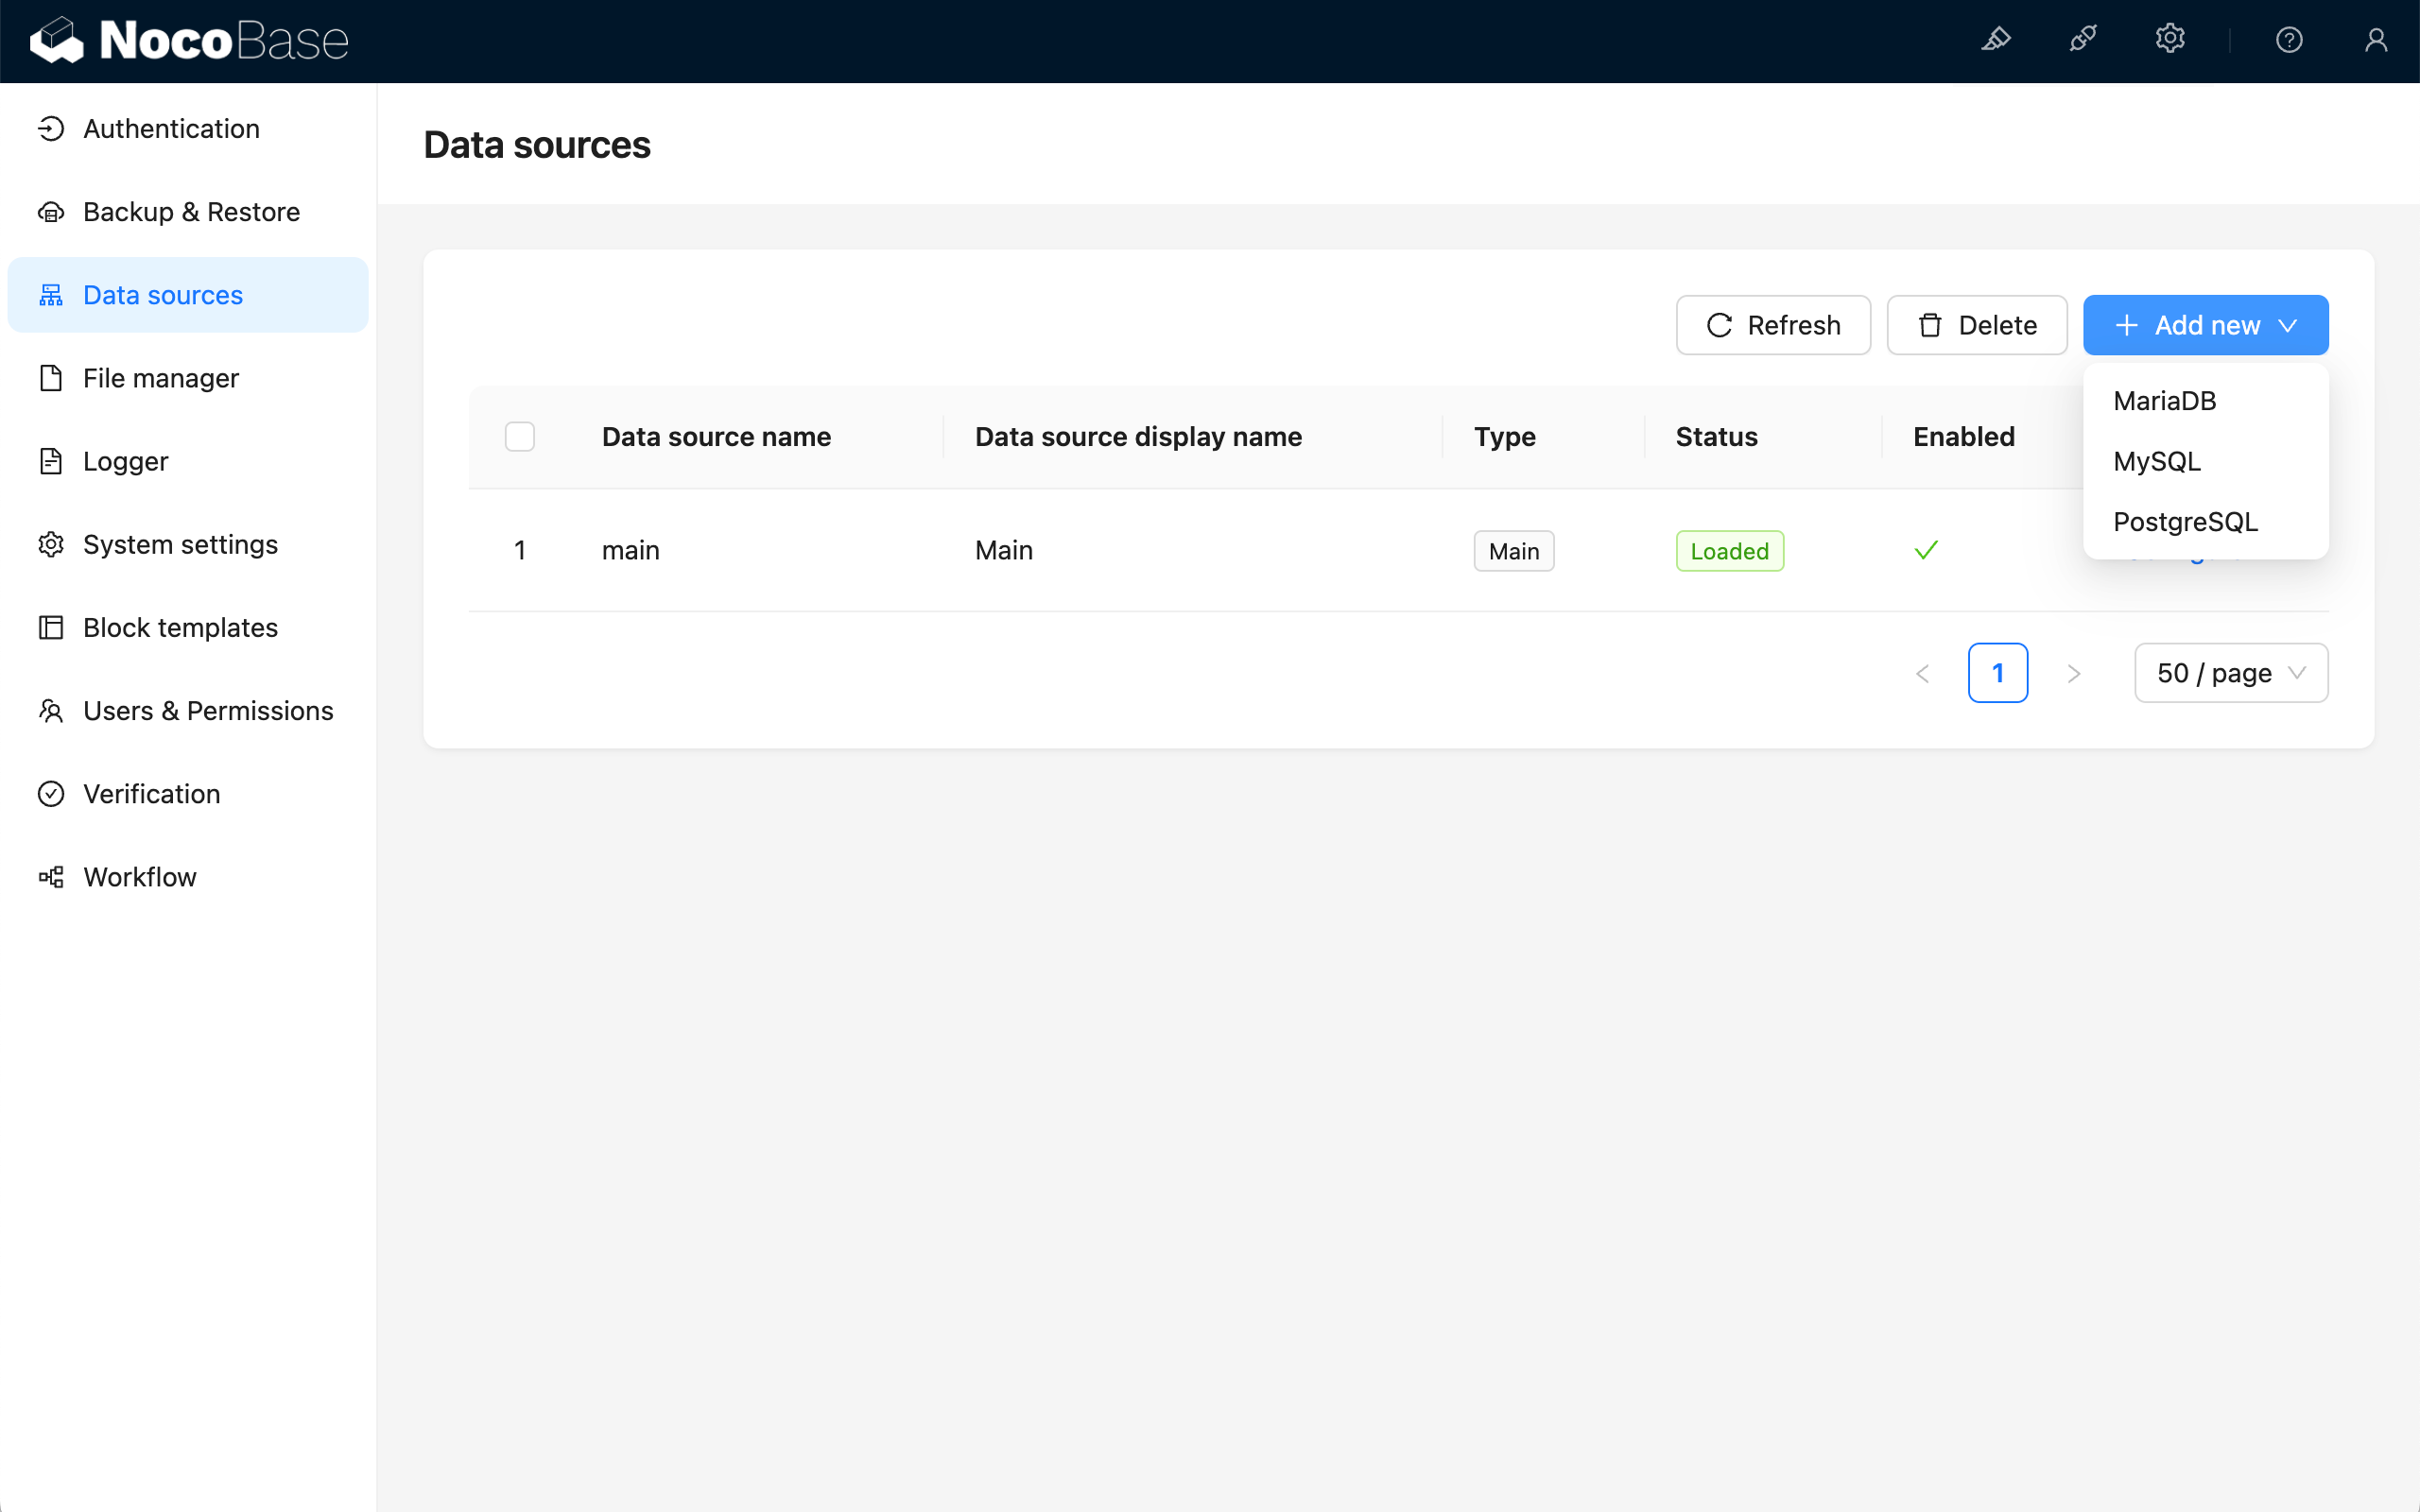 NocoBase
Authentication
Backup & Restore
Data sources
File manager
Logger
System settings
Block templates
Users & Permissions
Verification
Workflow
Data sources
Refresh
Delete
Add new
MariaDB
MySQL
PostgreSQL
Data source name
Data source display name
Type
Status
Enabled
1
main
Main
Main
Loaded
1
50 / page